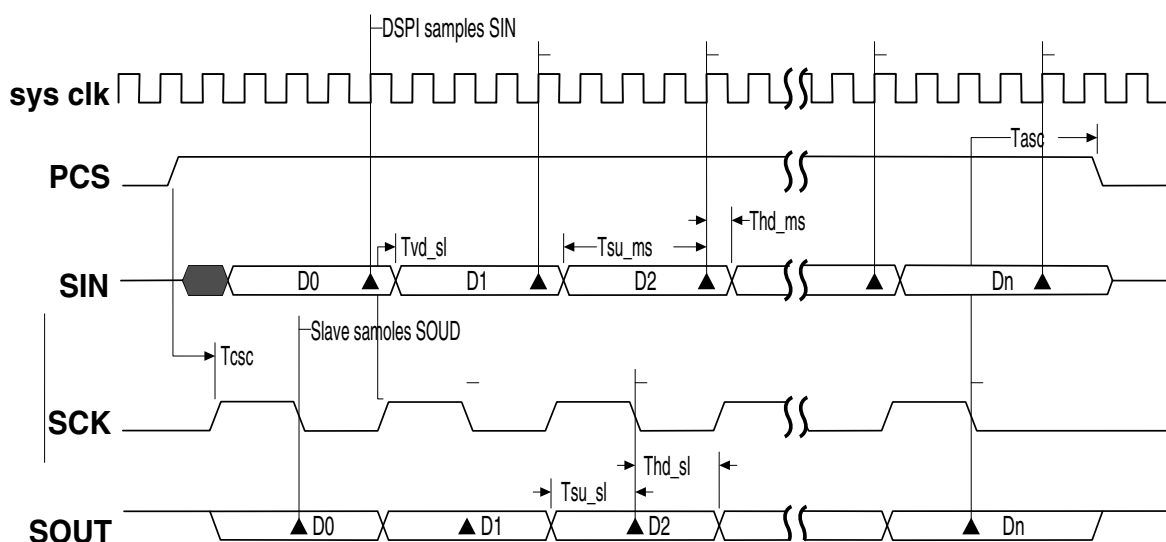 DSPI samples SIN
sys clk
Tasc
PCS
Thd_ms
Tvd_sl
Tsu_ms
SIN
D0
D1
D2
Dn
Slave samoles SOUD
Tcsc
SCK
Thd_sl
Tsu_sl
SOUT
D0
D1
D2
Dn